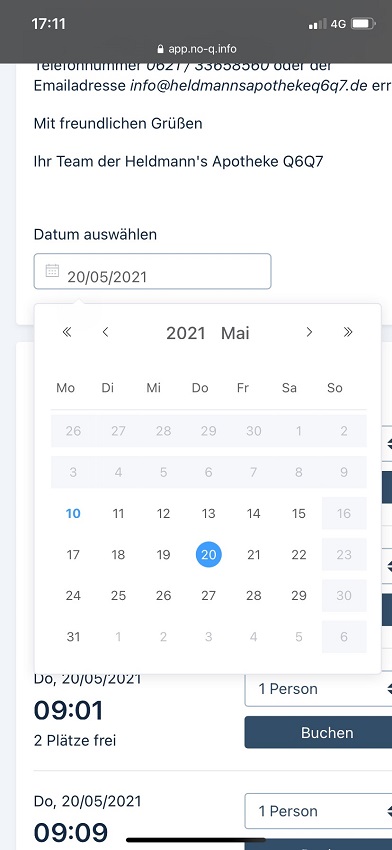 17:11
4G
app.no-q.info
Telefonnummer 0621 / 33658560 oder der
Emailadresse info@heldmannsapothekeq6q7.de err
Mit freundlichen Grüßen
Ihr Team der Heldmann's Apotheke Q6Q7
Datum auswählen
20/05/2021
« ‹ 2021 Mai › »
Mo Di Mi Do Fr Sa So
26 27 28 29 30 1 2
3 4 5 6 7 8 9
10 11 12 13 14 15 16
17 18 19 20 21 22 23
24 25 26 27 28 29 30
31 1 2 3 4 5 6
Do, 20/05/2021
09:01
2 Plätze frei
1 Person
Buchen
Do, 20/05/2021
09:09
1 Person